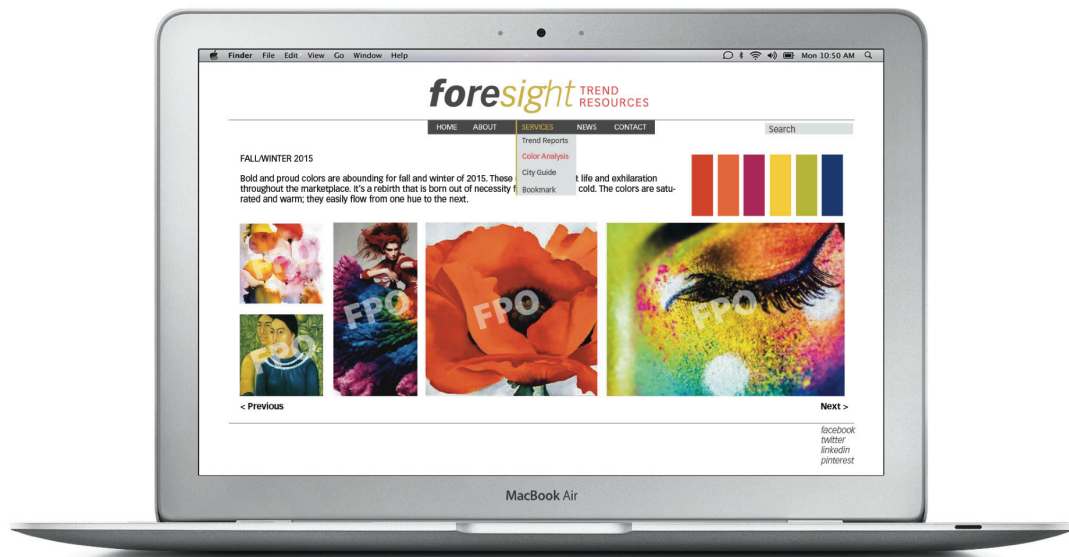 Finder File Edit View Go Window Help
Mon 10:50 AM
foresight TREND
RESOURCES
HOME ABOUT SERVICES NEWS CONTACT
Search
Trend Reports
Color Analysis
City Guide
Bookmark
FALL/WINTER 2015
Bold and proud colors are abounding for fall and winter of 2015. These life and exhilaration
throughout the marketplace. It's a rebirth that is born out of necessity cold. The colors are satu-
rated and warm; they easily flow from one hue to the next.
FPO
FPO
FPO
FPO
< Previous
Next >
facebook
twitter
linkedin
pinterest
MacBook Air